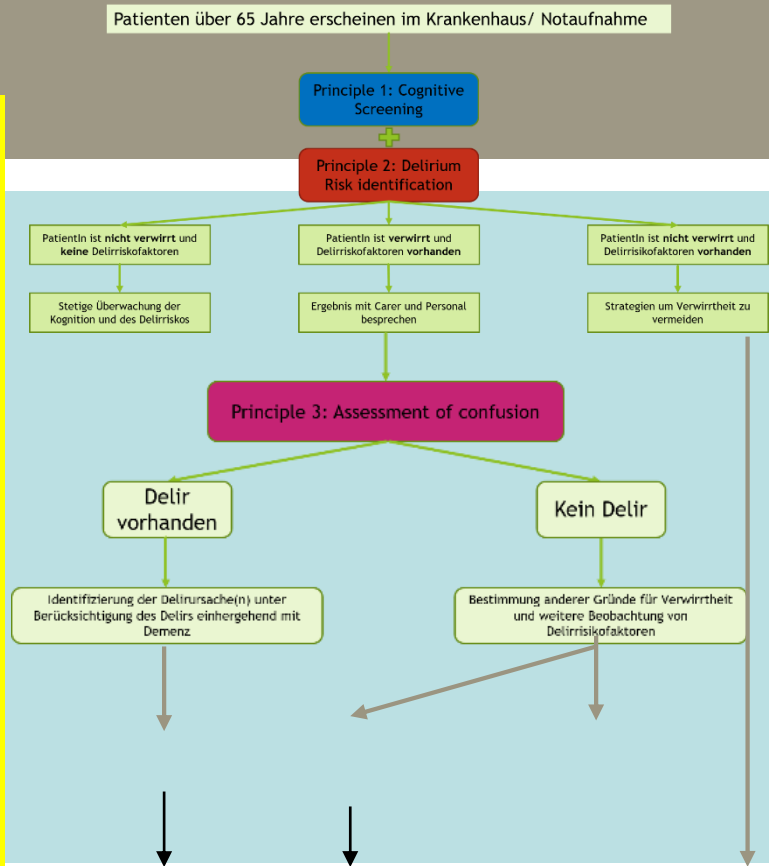 Patienten über 65 Jahre erscheinen im Krankenhaus/ Notaufnahme
Principle 1: Cognitive
Screening
Principle 2: Delirium
Risk identification
PatientIn ist nicht verwirrt und
keine Delirriskofaktoren
PatientIn ist verwirrt und
Delirriskofaktoren vorhanden
PatientIn ist nicht verwirrt und
Delirrisikofaktoren vorhanden
Stetige Überwachung der
Kognition und des Delirriskos
Ergebnis mit Carer und Personal
besprechen
Strategien um Verwirrtheit zu
vermeiden
Principle 3: Assessment of confusion
Delir
vorhanden
Kein Delir
Identifizierung der Delirursache(n) unter
Berücksichtigung des Delirs einhergehend mit
Demenz
Bestimmung anderer Gründe für Verwirrtheit
und weitere Beobachtung von
Delirrisikofaktoren